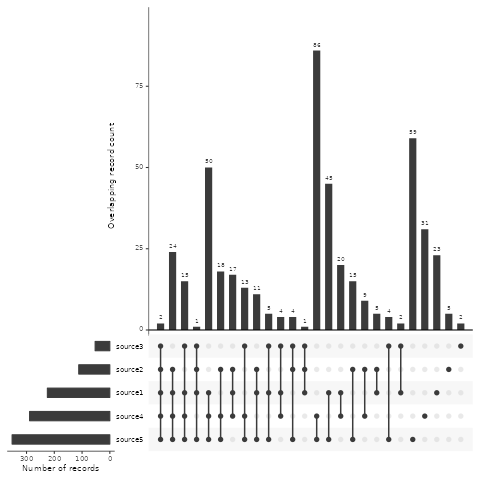 Overlapping record count
75
50
25
0
2 24 15 1 50 18 17 13 11 5 4 4 1 86 45 20 15 9 5 4 2 59 31 23 5 2
source3
source2
source1
source4
source5
300 200 100 0
Number of records